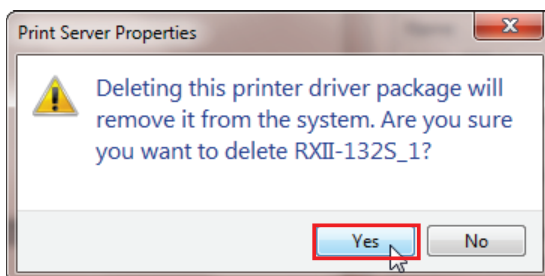 Print Server Properties
Deleting this printer driver package will
remove it from the system. Are you sure
you want to delete RXII-132S_1?
Yes
No